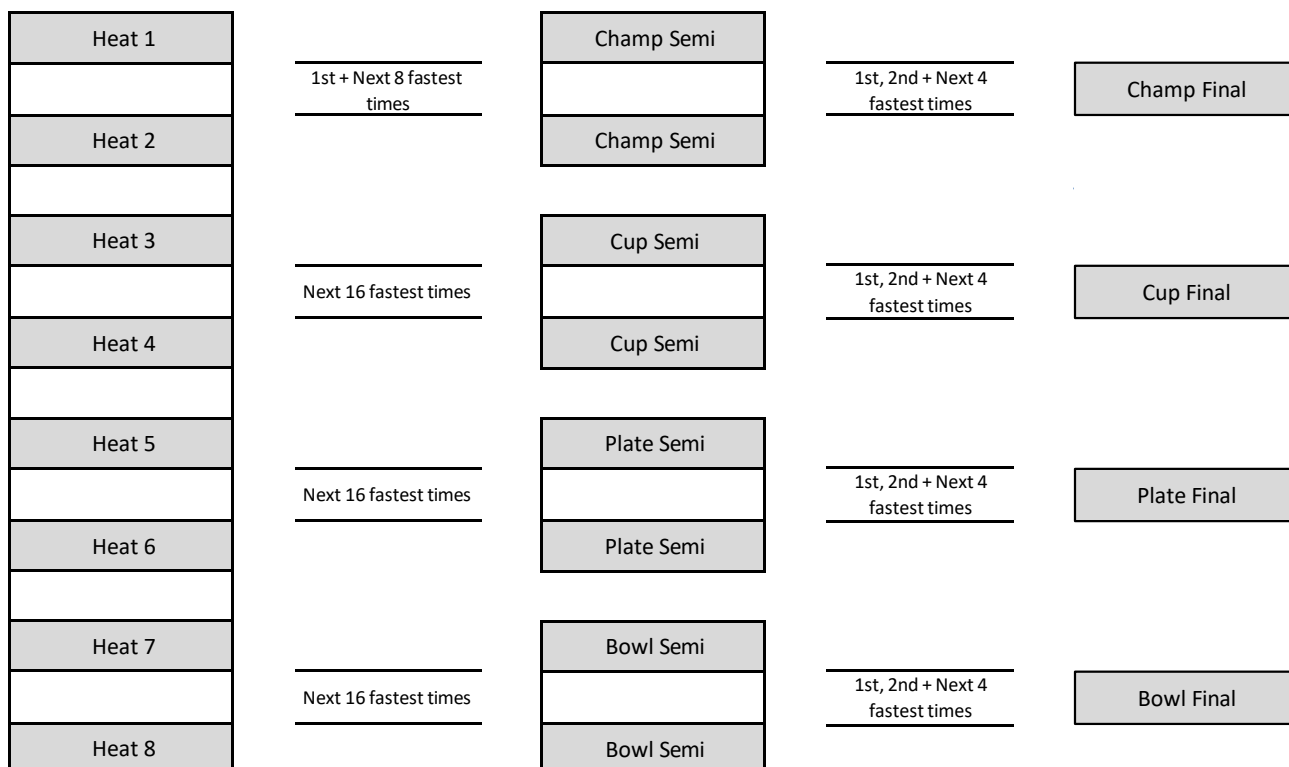 Heat 1
Champ Semi
1st + Next 8 fastest
times
1st, 2nd + Next 4
fastest times
Champ Final
Heat 2
Champ Semi
Heat 3
Cup Semi
Next 16 fastest times
1st, 2nd + Next 4
fastest times
Cup Final
Heat 4
Cup Semi
Heat 5
Plate Semi
Next 16 fastest times
1st, 2nd + Next 4
fastest times
Plate Final
Heat 6
Plate Semi
Heat 7
Bowl Semi
Next 16 fastest times
1st, 2nd + Next 4
fastest times
Bowl Final
Heat 8
Bowl Semi